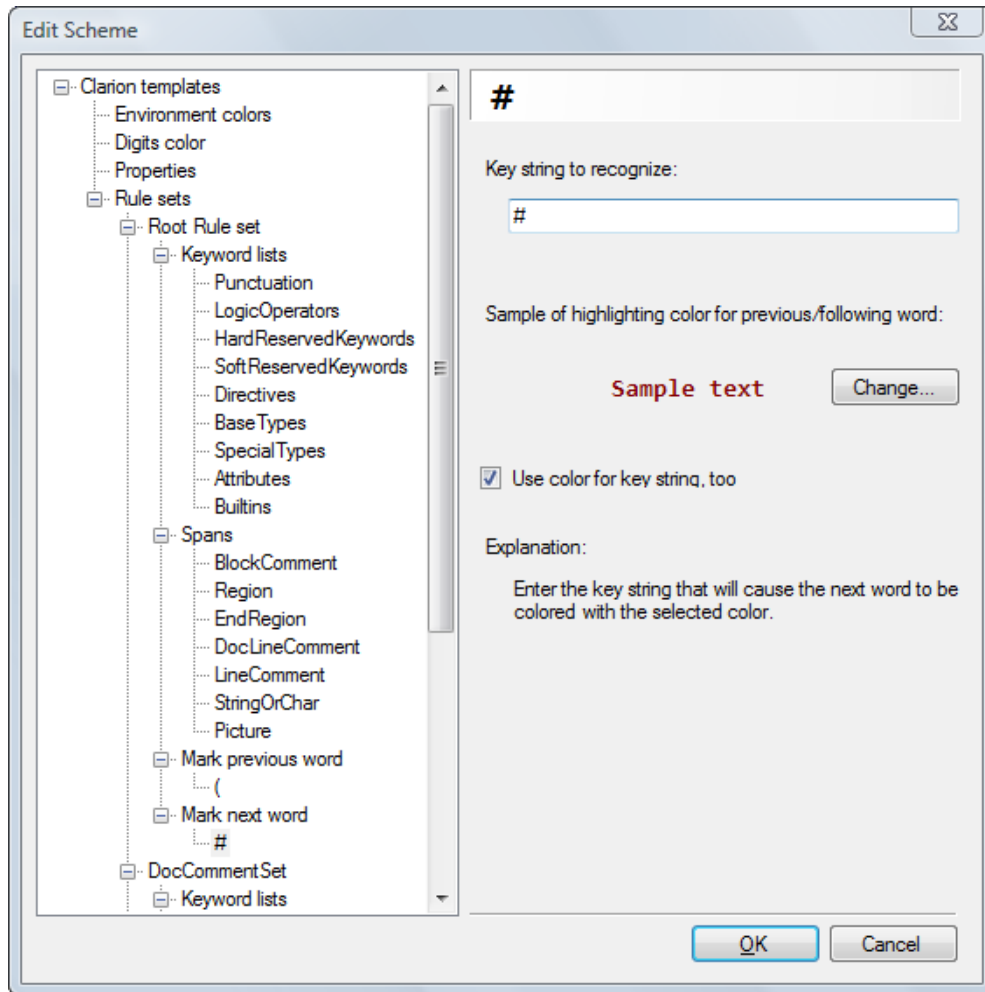 Edit Scheme
Clarion templates
Environment colors
Digits color
Properties
Rule sets
Root Rule set
Keyword lists
Punctuation
LogicOperators
HardReservedKeywords
SoftReservedKeywords
Directives
BaseTypes
SpecialTypes
Attributes
Builtins
Spans
BlockComment
Region
EndRegion
DocLineComment
LineComment
StringOrChar
Picture
Mark previous word
(
Mark next word
#
DocCommentSet
Keyword lists
#
Key string to recognize:
#
Sample of highlighting color for previous/following word:
Sample text
Change...
Use color for key string, too
Explanation:
Enter the key string that will cause the next word to be
colored with the selected color.
OK
Cancel